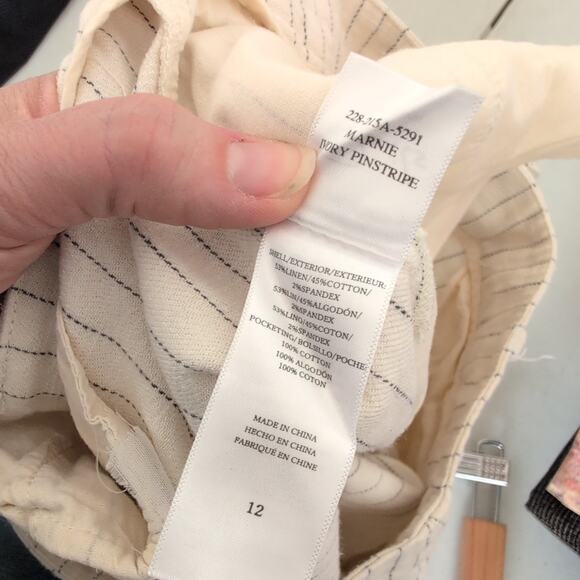 228-N5A-5291
MARNIE
IVORY PINSTRIPE
SHELL/EXTERIOR/EXTERIEUR:
53%LINEN/45%COTTON/
2%SPANDEX
53%LIN/45%ALGODÓN/
2%SPANDEX
53%LINO/45%COTON/
2%SPANDEX
POCKETING/BOLSILLO/POCHE:
100% COTTON
100% ALGODÓN
100% COTON
MADE IN CHINA
HECHO EN CHINA
FABRIQUÉ EN CHINE
12